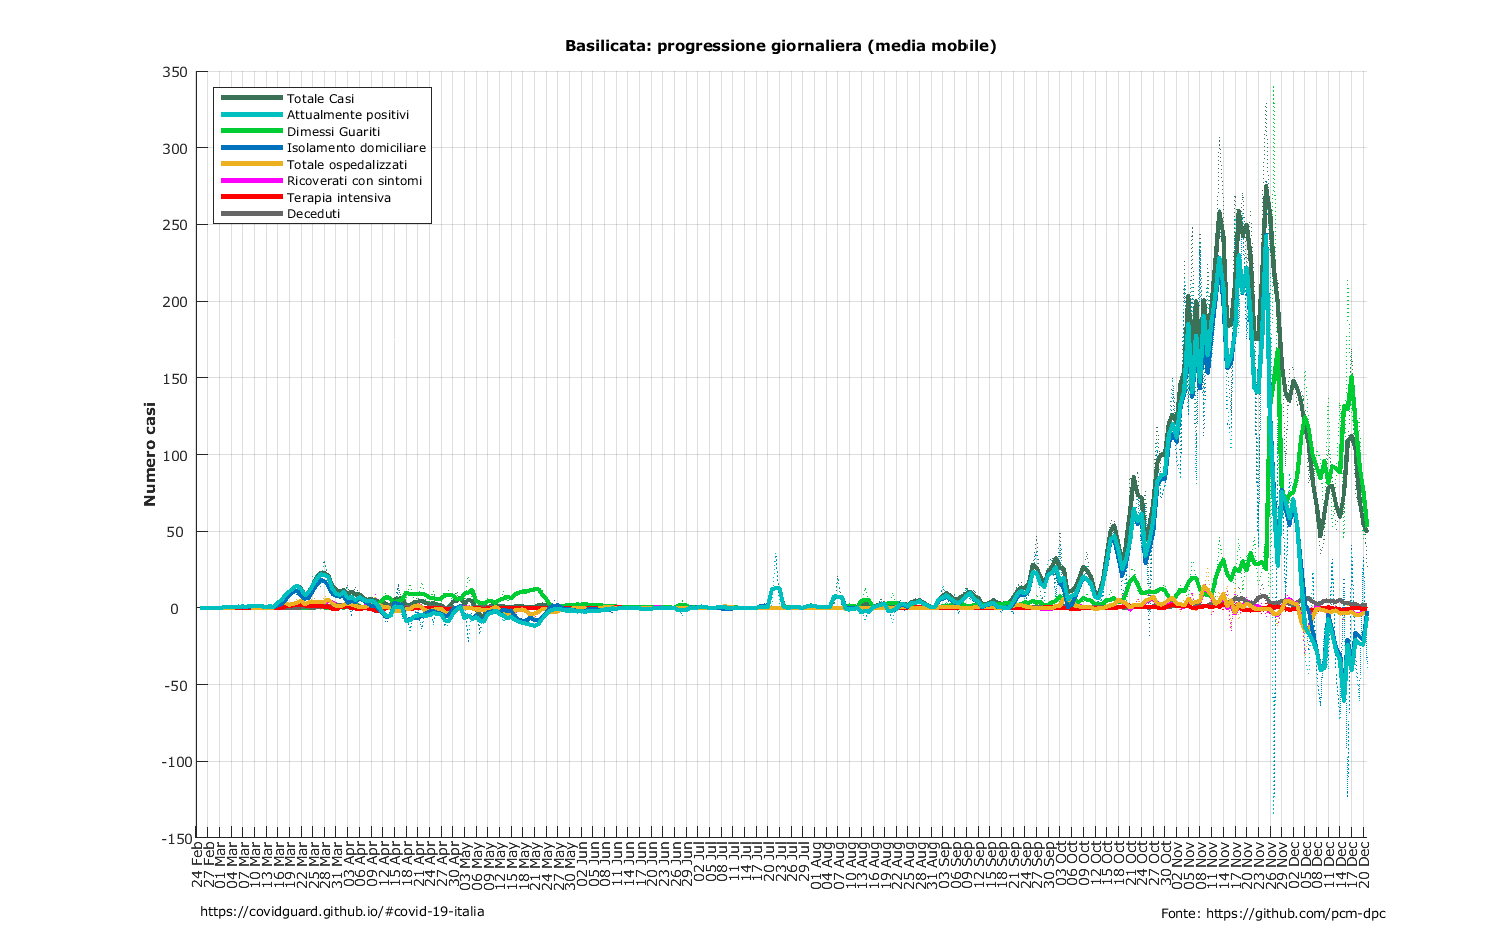 Basilicata: progressione giornaliera (media mobile)
Numero casi
350
300
250
200
150
100
50
0
-50
-100
-150
Totale Casi
Attualmente positivi
Dimessi Guariti
Isolamento domiciliare
Totale ospedalizzati
Ricoverati con sintomi
Terapia intensiva
Deceduti
24 Feb
27 Feb
01 Mar
04 Mar
07 Mar
10 Mar
13 Mar
16 Mar
19 Mar
22 Mar
25 Mar
28 Mar
31 Mar
03 Apr
06 Apr
09 Apr
12 Apr
15 Apr
18 Apr
21 Apr
24 Apr
27 Apr
30 Apr
03 May
06 May
09 May
12 May
15 May
18 May
21 May
24 May
27 May
30 May
02 Jun
05 Jun
08 Jun
11 Jun
14 Jun
17 Jun
20 Jun
23 Jun
26 Jun
29 Jun
02 Jul
05 Jul
08 Jul
11 Jul
14 Jul
17 Jul
20 Jul
23 Jul
26 Jul
29 Jul
01 Aug
04 Aug
07 Aug
10 Aug
13 Aug
16 Aug
19 Aug
22 Aug
25 Aug
28 Aug
31 Aug
03 Sep
06 Sep
09 Sep
12 Sep
15 Sep
18 Sep
21 Sep
24 Sep
27 Sep
30 Sep
03 Oct
06 Oct
09 Oct
12 Oct
15 Oct
18 Oct
21 Oct
24 Oct
27 Oct
30 Oct
02 Nov
05 Nov
08 Nov
11 Nov
14 Nov
17 Nov
20 Nov
23 Nov
26 Nov
29 Nov
02 Dec
05 Dec
08 Dec
11 Dec
14 Dec
17 Dec
20 Dec
https://covidguard.github.io/#covid-19-italia
Fonte: https://github.com/pcm-dpc